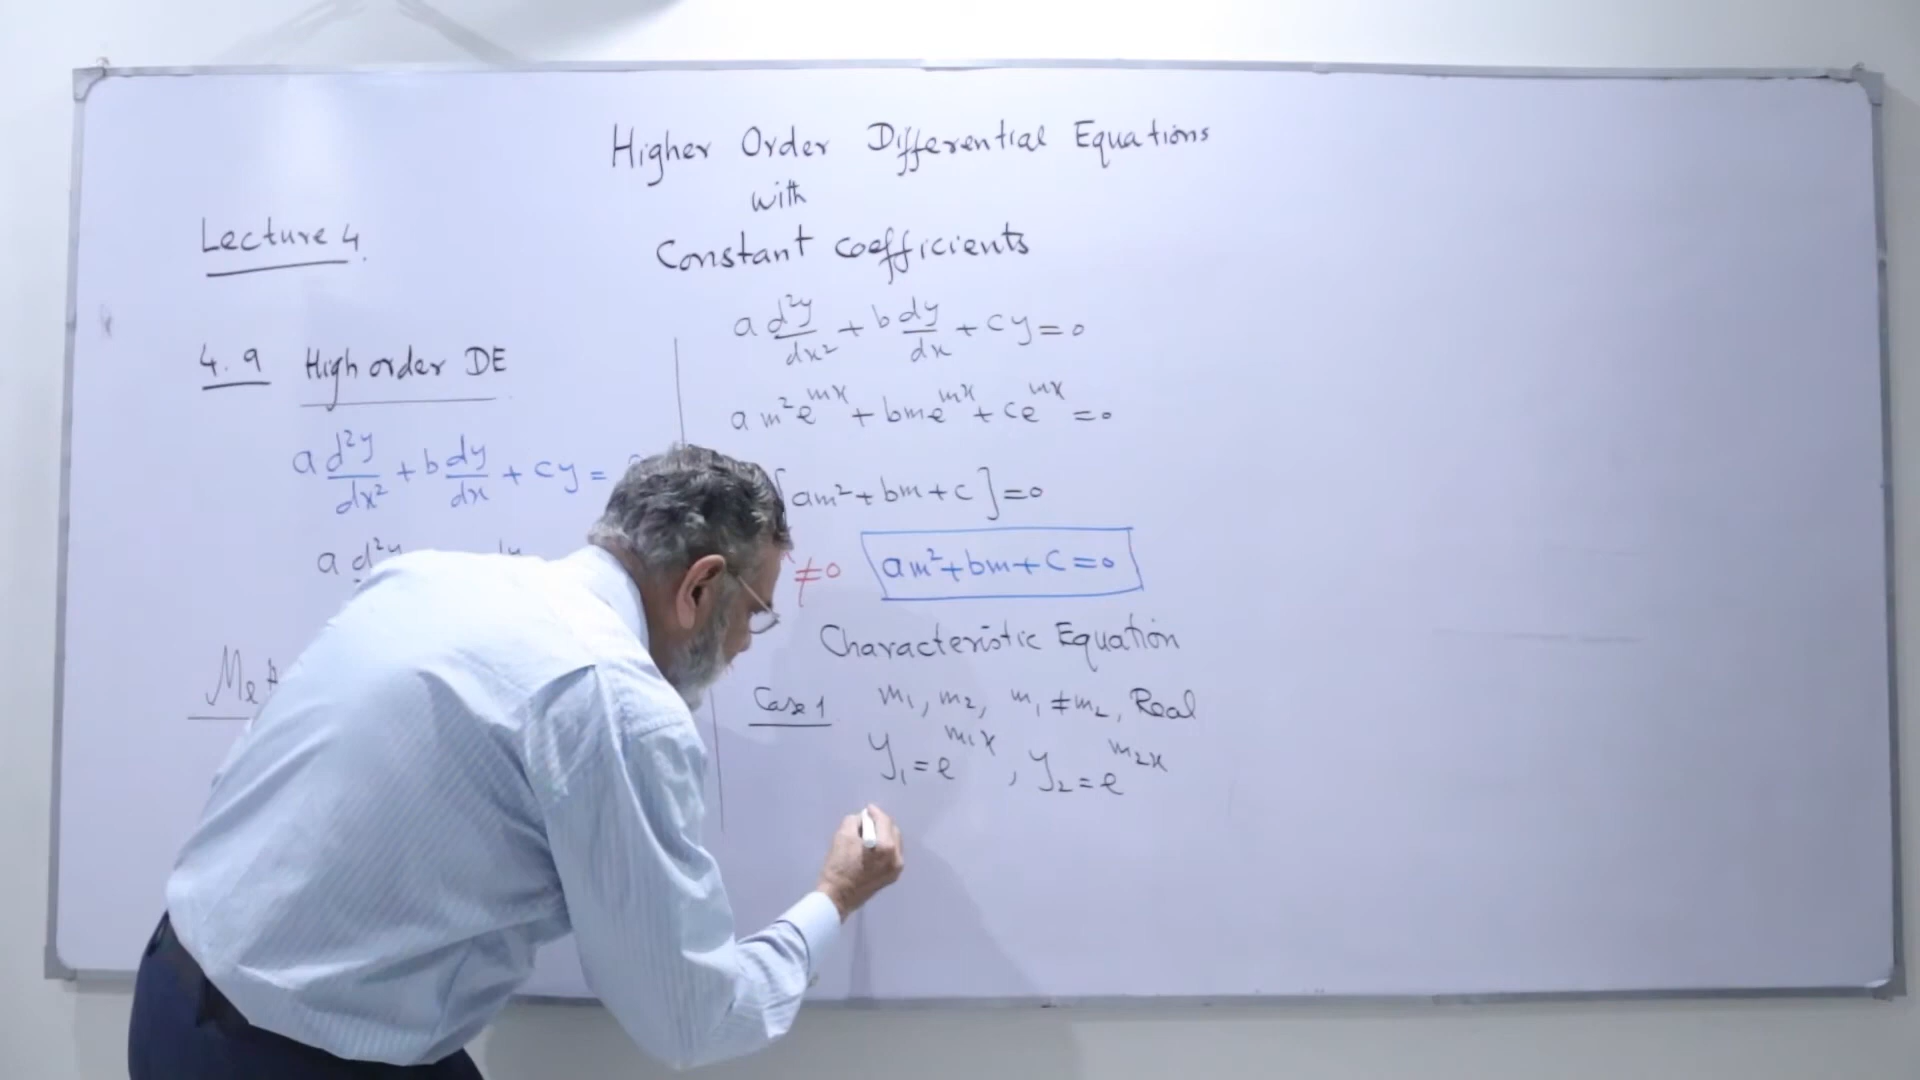 Higher Order Differential Equations
with
Constant coefficients
Lecture 4.
4.9 High order DE
a d²y/dx² + b dy/dx + cy =
a d²y
a d²y/dx² + b dy/dx + cy = 0
am²e^mx + bme^mx + ce^mx = 0
[am² + bm + c] = 0
≠0 am² + bm + c = 0
Characteristic Equation
Case 1 m₁, m₂, m₁ ≠ m₂, Real
y₁ = e^m₁x , y₂ = e^m₂x